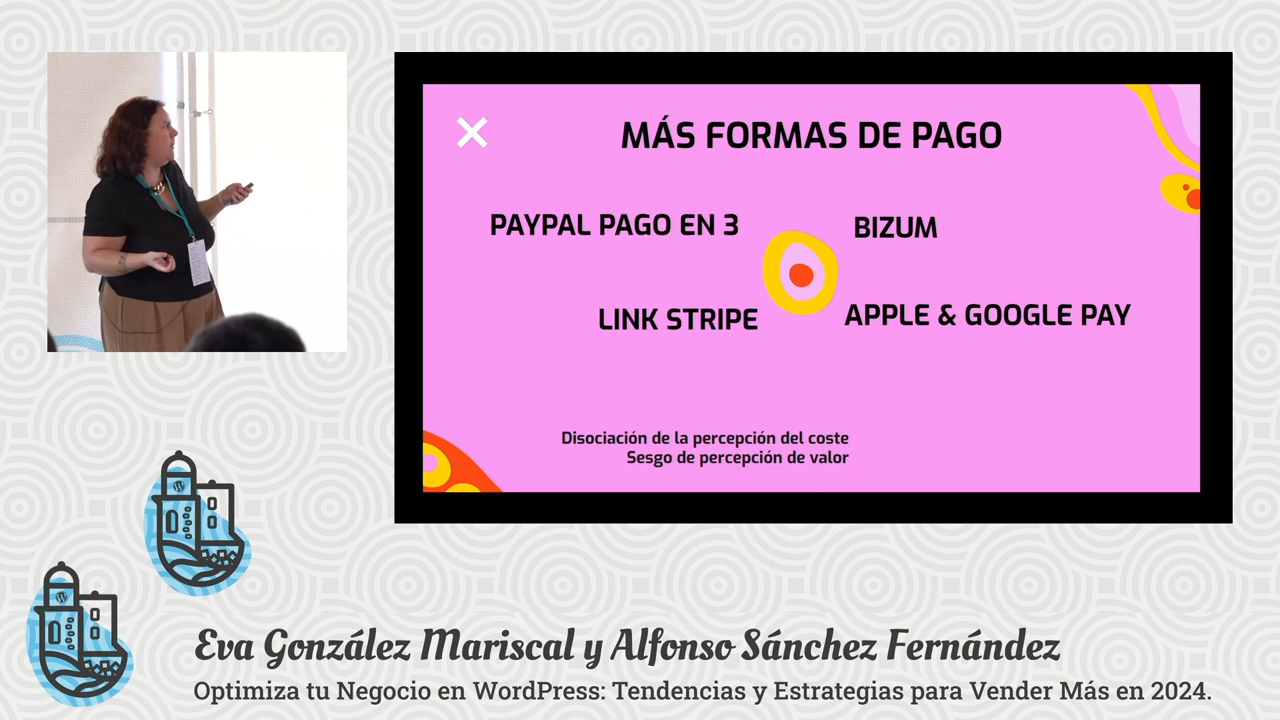 MÁS FORMAS DE PAGO
PAYPAL PAGO EN 3
BIZUM
LINK STRIPE
APPLE & GOOGLE PAY
Disociación de la percepción del coste
Sesgo de percepción de valor
Eva González Mariscal y Alfonso Sánchez Fernández
Optimiza tu Negocio en WordPress: Tendencias y Estrategias para Vender Más en 2024.